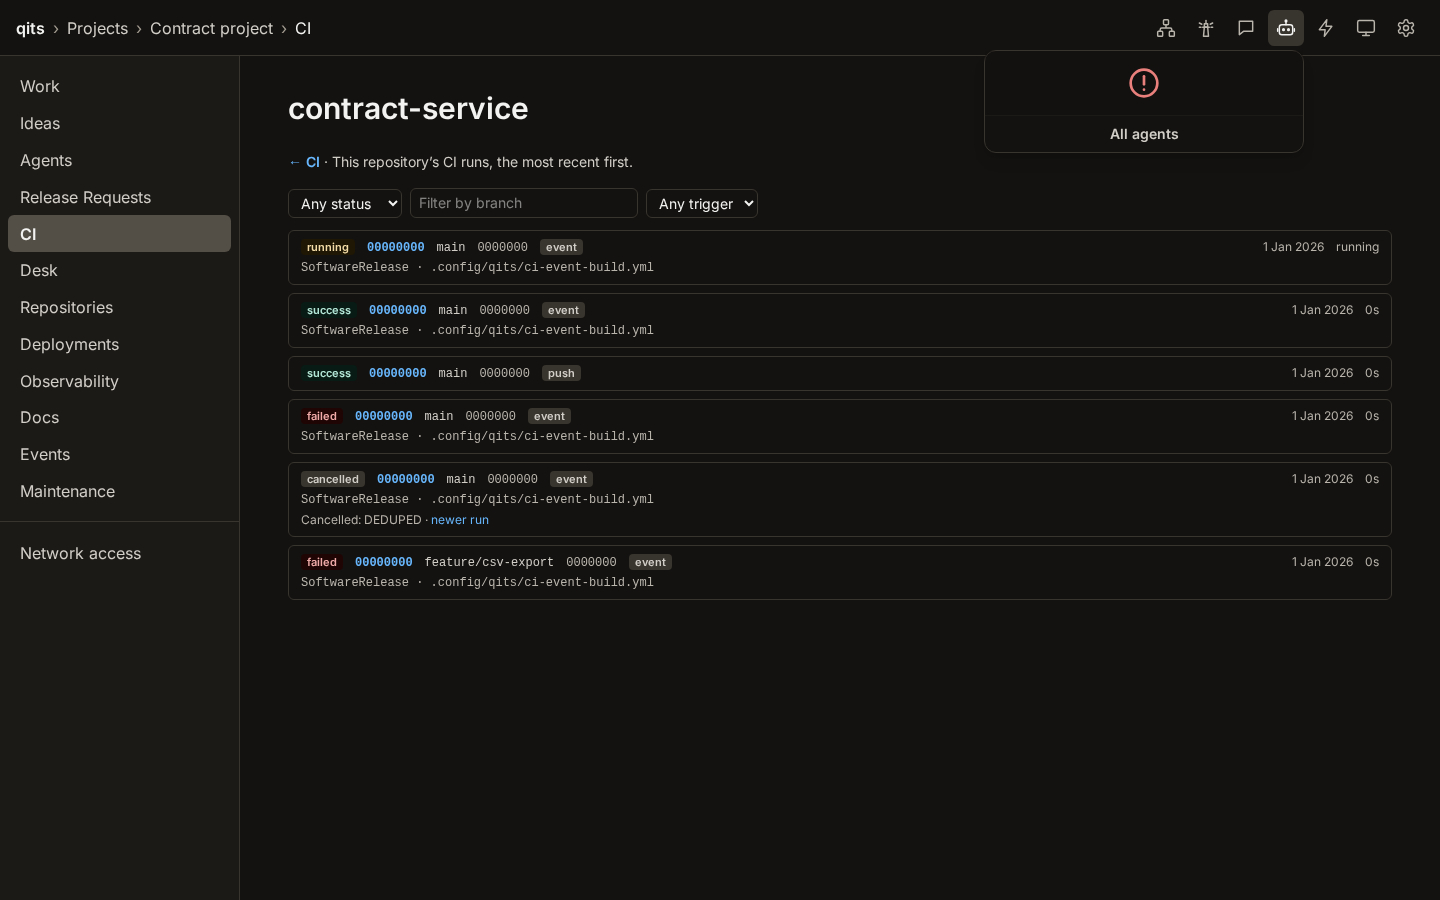 qits › Projects › Contract project › CI
Work
Ideas
Agents
Release Requests
CI
Desk
Repositories
Deployments
Observability
Docs
Events
Maintenance
Network access
All agents
contract-service
← CI · This repository’s CI runs, the most recent first.
Any status Filter by branch Any trigger
running 00000000 main 0000000 event 1 Jan 2026 running
SoftwareRelease · .config/qits/ci-event-build.yml
success 00000000 main 0000000 event 1 Jan 2026 0s
SoftwareRelease · .config/qits/ci-event-build.yml
success 00000000 main 0000000 push 1 Jan 2026 0s
failed 00000000 main 0000000 event 1 Jan 2026 0s
SoftwareRelease · .config/qits/ci-event-build.yml
cancelled 00000000 main 0000000 event 1 Jan 2026 0s
SoftwareRelease · .config/qits/ci-event-build.yml
Cancelled: DEDUPED · newer run
failed 00000000 feature/csv-export 0000000 event 1 Jan 2026 0s
SoftwareRelease · .config/qits/ci-event-build.yml